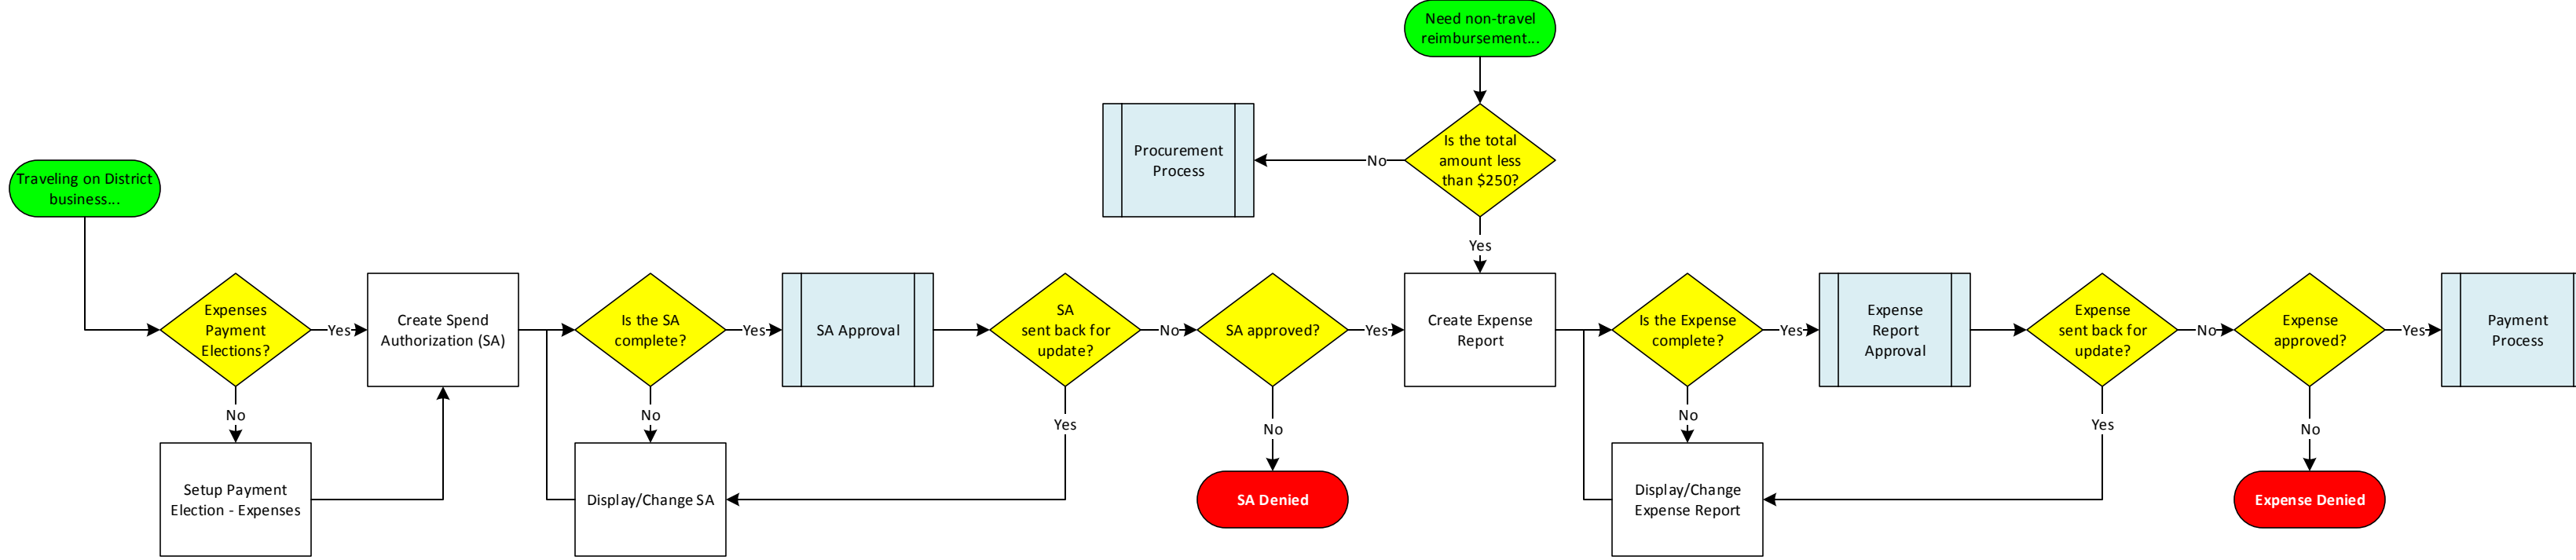 Need non-travel
reimbursement...
Is the total
amount less
than $250?
No
Procurement
Process
Yes
Traveling on District
business...
Expenses
Payment
Elections?
Yes
No
Setup Payment
Election - Expenses
Create Spend
Authorization (SA)
Is the SA
complete?
Yes
No
Display/Change SA
SA Approval
SA
sent back for
update?
No
Yes
SA approved?
Yes
No
SA Denied
Create Expense
Report
Is the Expense
complete?
Yes
No
Display/Change
Expense Report
Expense
Report
Approval
Expense
sent back for
update?
No
Yes
Expense
approved?
Yes
No
Expense Denied
Payment
Process